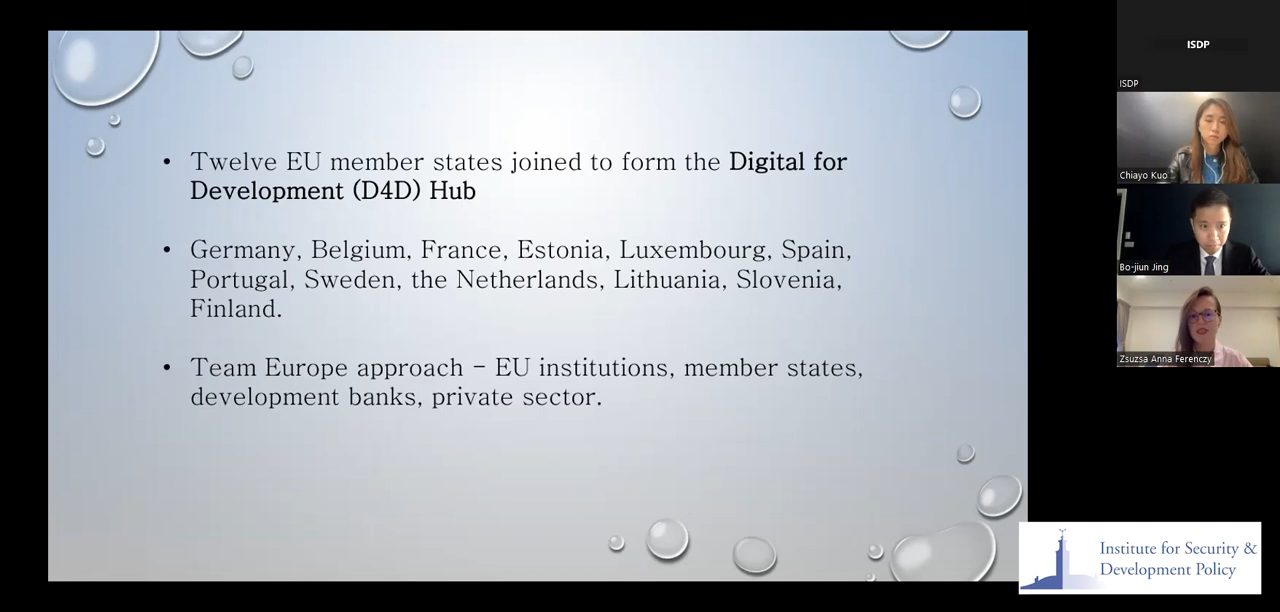 • Twelve EU member states joined to form the Digital for
Development (D4D) Hub
• Germany, Belgium, France, Estonia, Luxembourg, Spain,
Portugal, Sweden, the Netherlands, Lithuania, Slovenia,
Finland.
• Team Europe approach – EU institutions, member states,
development banks, private sector.
ISDP
ISDP
Chiayo Kuo
Bo-jiun Jing
Zsuzsa Anna Ferenczy
Institute for Security &
Development Policy